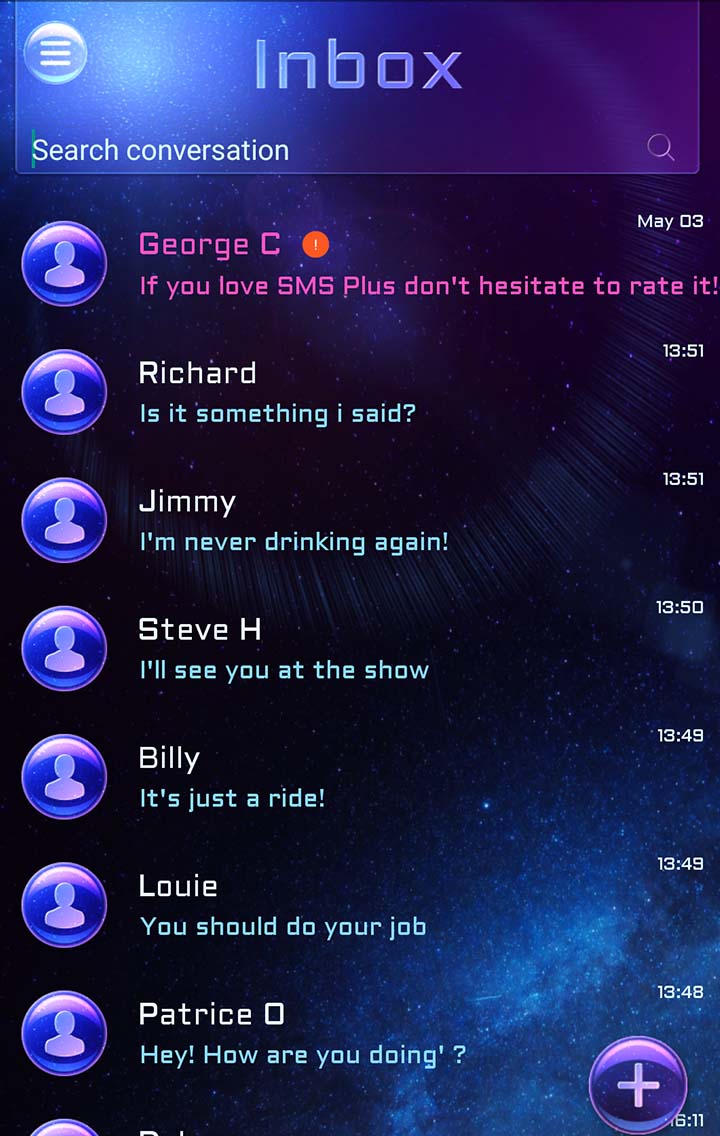 Inbox
Search conversation
May 03
George C !
If you love SMS Plus don't hesitate to rate it!
13:51
Richard
Is it something i said?
13:51
Jimmy
I'm never drinking again!
13:50
Steve H
I'll see you at the show
13:49
Billy
It's just a ride!
13:49
Louie
You should do your job
13:48
Patrice O
Hey! How are you doing' ?